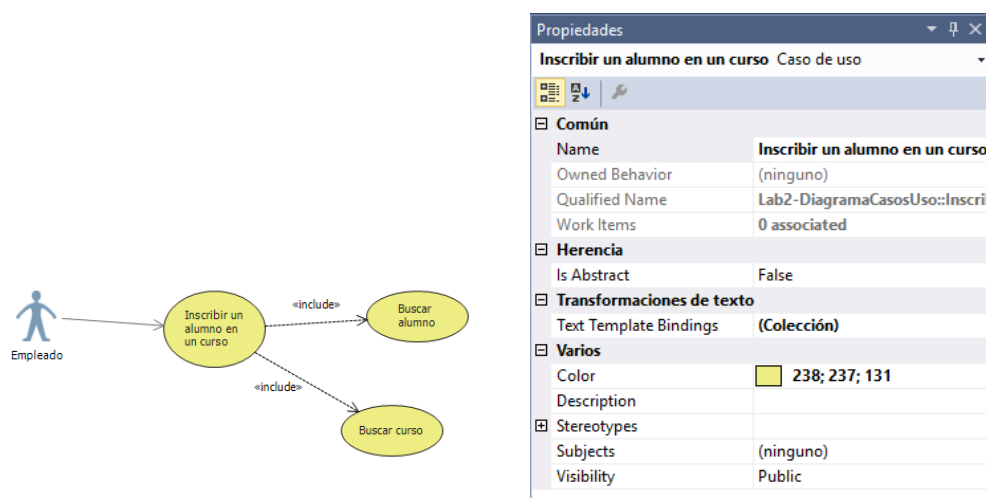 Empleado
Inscribir un
alumno en
un curso
«include»
Buscar
alumno
«include»
Buscar curso
Propiedades
Inscribir un alumno en un curso Caso de uso
Común
Name Inscribir un alumno en un curso
Owned Behavior (ninguno)
Qualified Name Lab2-DiagramaCasosUso::Inscri
Work Items 0 associated
Herencia
Is Abstract False
Transformaciones de texto
Text Template Bindings (Colección)
Varios
Color 238; 237; 131
Description
Stereotypes
Subjects (ninguno)
Visibility Public